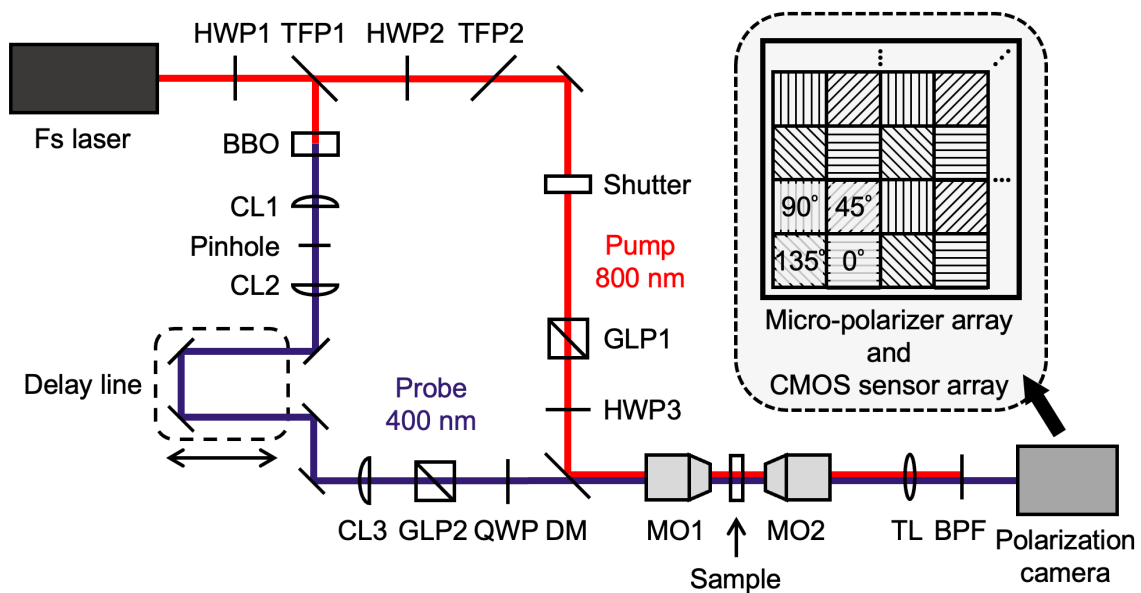 HWP1 TFP1 HWP2 TFP2
Fs laser
BBO
CL1
Pinhole
CL2
Delay line
Probe
400 nm
Shutter
Pump
800 nm
GLP1
HWP3
CL3 GLP2 QWP DM
MO1
MO2
TL BPF
Sample
Polarization
camera
90° 45°
135° 0°
Micro-polarizer array
and
CMOS sensor array